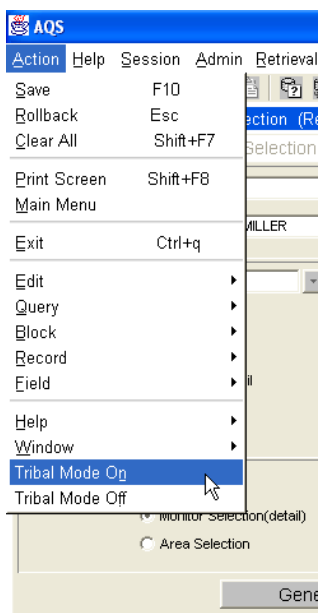 AQS
Action Help Session Admin Retrieval
Save F10
Rollback Esc
Clear All Shift+F7
Print Screen Shift+F8
Main Menu
Exit Ctrl+q
Edit
Query
Block
Record
Field
Help
Window
Tribal Mode On
Tribal Mode Off
ection (Re
Selection
MILLER
il
Monitor Selection(detail)
Area Selection
Gene